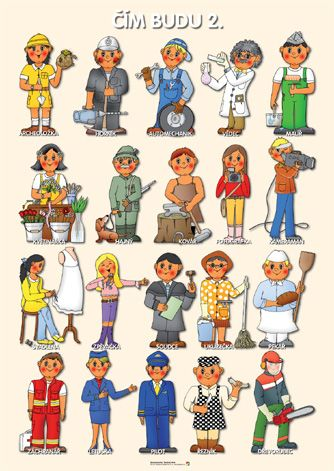 ČÍM BUDU 2.
ARCHEOLOŽKA
HORNÍK
AUTOMECHANIK
VĚDEC
MALÍŘ
KVĚTINÁŘKA
HAJNÝ
KOVÁŘ
FOTOGRAFKA
KAMERAMAN
ŠVADLENA
ZPĚVAČKA
SOUDCE
UKLÍZEČKA
PEKAŘ
ZÁCHRANÁŘ
LETUŠKA
PILOT
ŘEZNÍK
DŘEVORUBEC